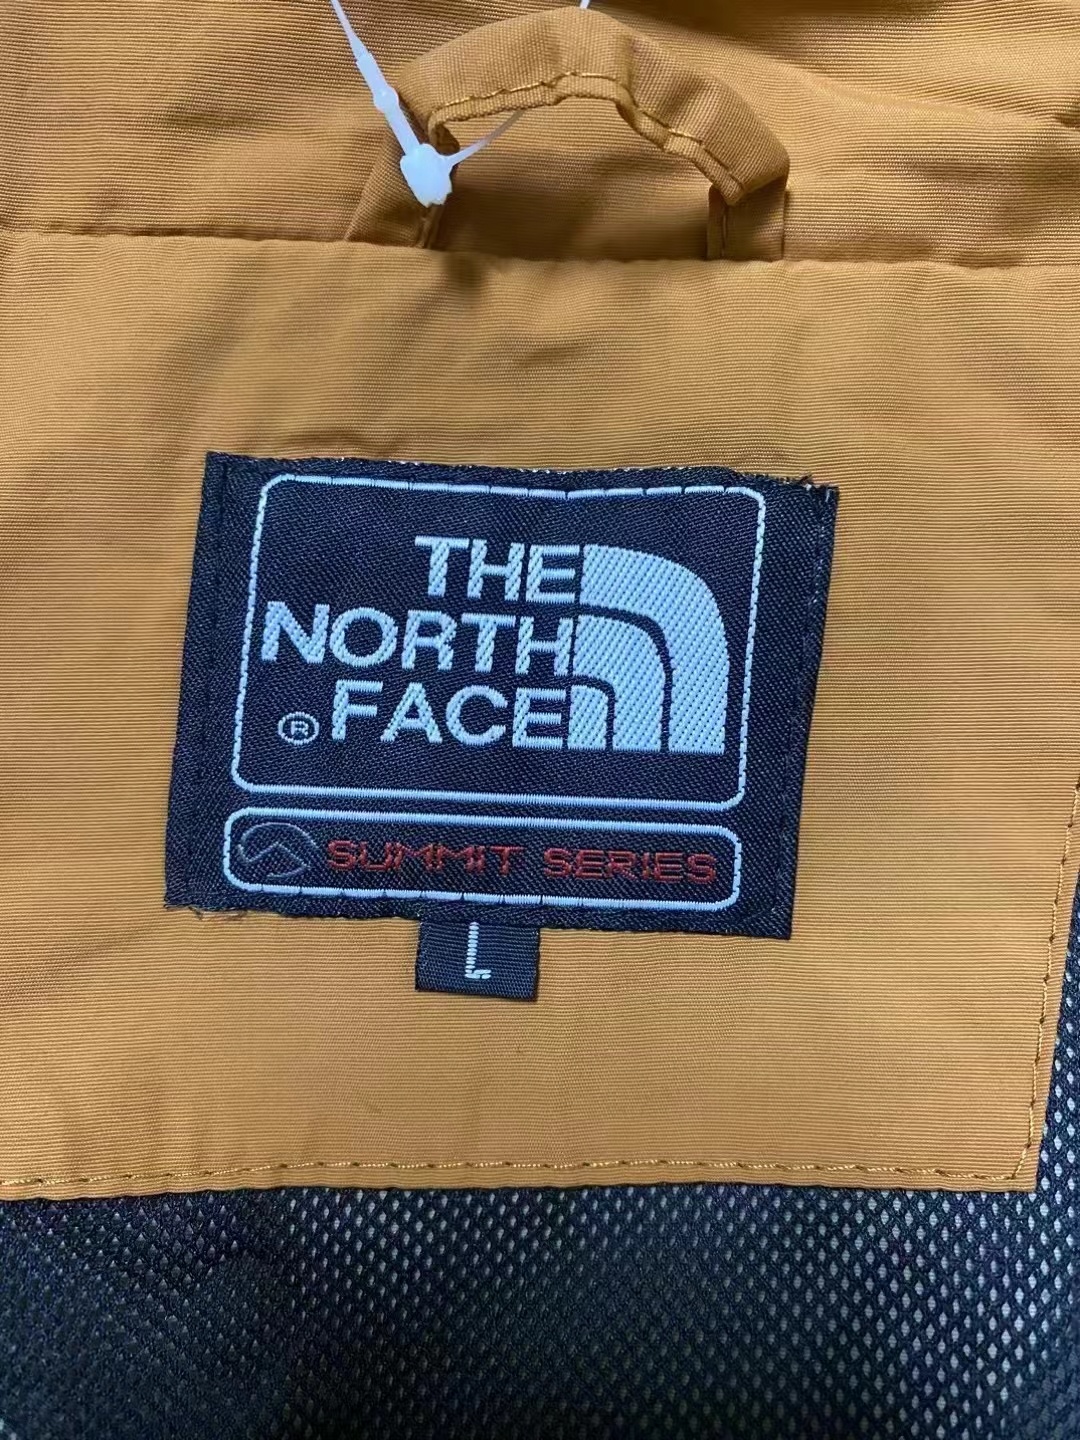 THE
NORTH
® FACE
SUMMIT SERIES
L